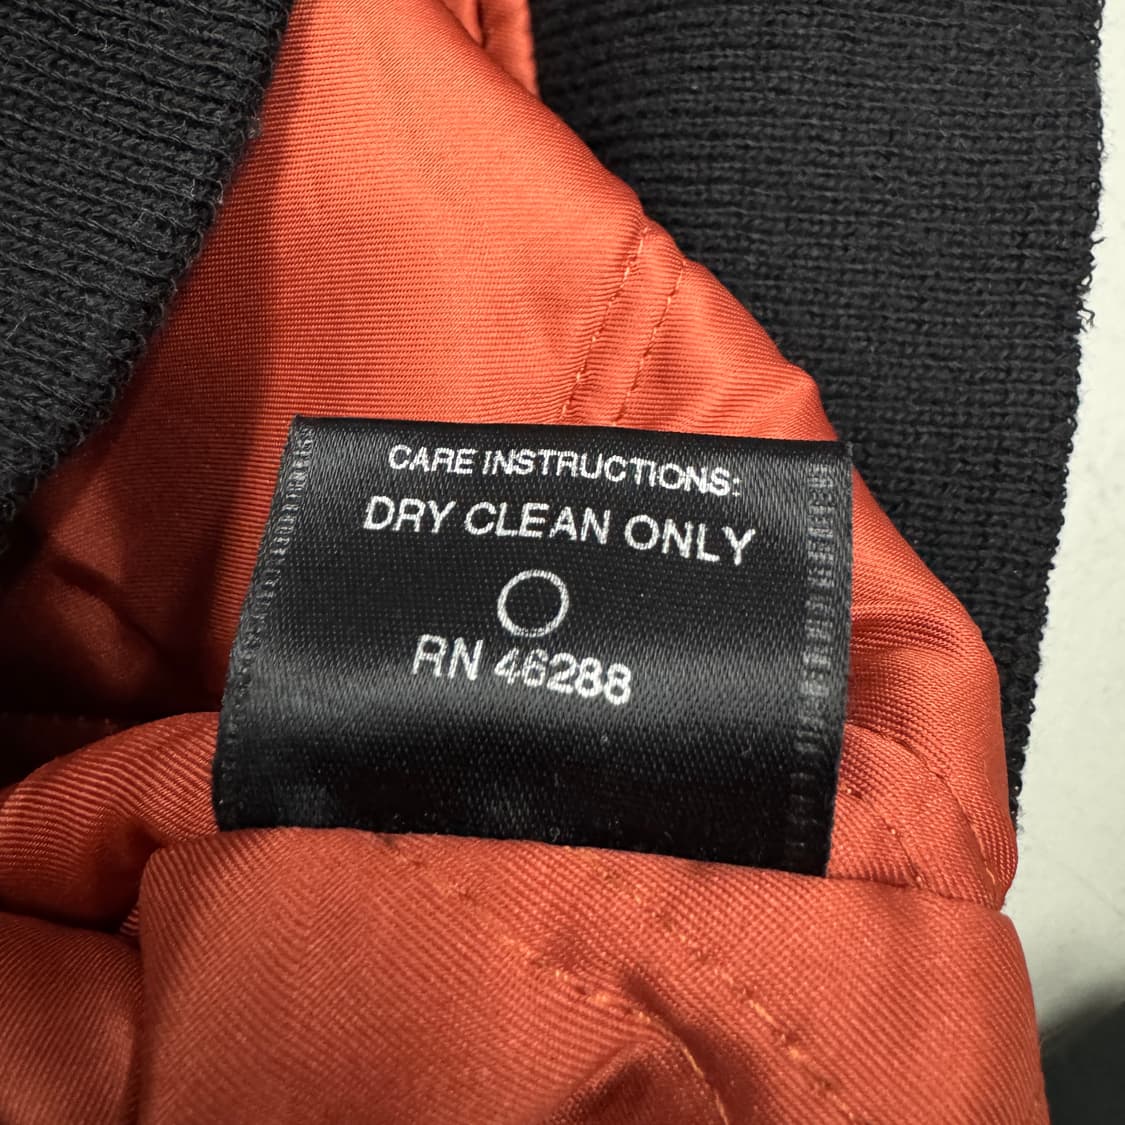 CARE INSTRUCTIONS:
DRY CLEAN ONLY
RN 46288